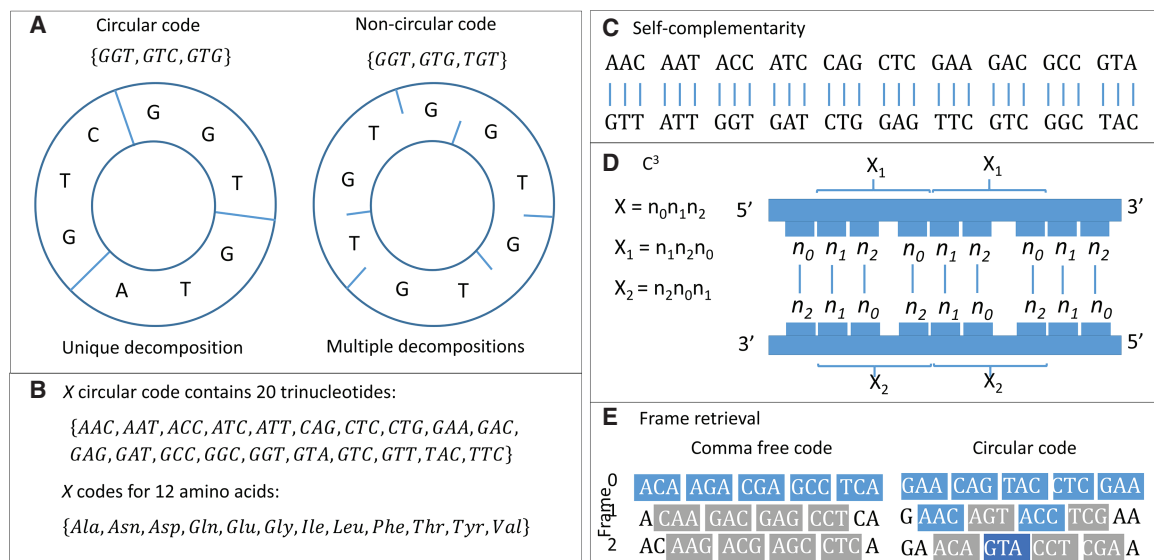 A
Circular code
{GGT, GTC, GTG}
G
G
T
G
T
A
G
T
C
Unique decomposition
Non-circular code
{GGT, GTG, TGT}
G
G
T
G
T
G
T
G
T
Multiple decompositions
B X circular code contains 20 trinucleotides:
{AAC, AAT, ACC, ATC, ATT, CAG, CTC, CTG, GAA, GAC,
GAG, GAT, GCC, GGC, GGT, GTA, GTC, GTT, TAC, TTC}
X codes for 12 amino acids:
{Ala, Asn, Asp, Gln, Glu, Gly, Ile, Leu, Phe, Thr, Tyr, Val}
C Self-complementarity
AAC AAT ACC ATC CAG CTC GAA GAC GCC GTA
GTT ATT GGT GAT CTG GAG TTC GTC GGC TAC
D C³
X = n₀n₁n₂
X₁ = n₁n₂n₀
X₂ = n₂n₀n₁
X₁ X₁
5’ 3’
n₀ n₁ n₂ n₀ n₁ n₂ n₀ n₁ n₂
n₂ n₁ n₀ n₂ n₁ n₀ n₂ n₁ n₀
3’ 5’
X₂ X₂
E Frame retrieval
Comma free code
Frame
0 ACA AGA CGA GCC TCA
1 A CAA GAC GAG CCT CA
2 AC AAG ACG AGC CTC A
Circular code
GAA CAG TAC CTC GAA
G AAC AGT ACC TCG AA
GA ACA GTA CCT CGA A